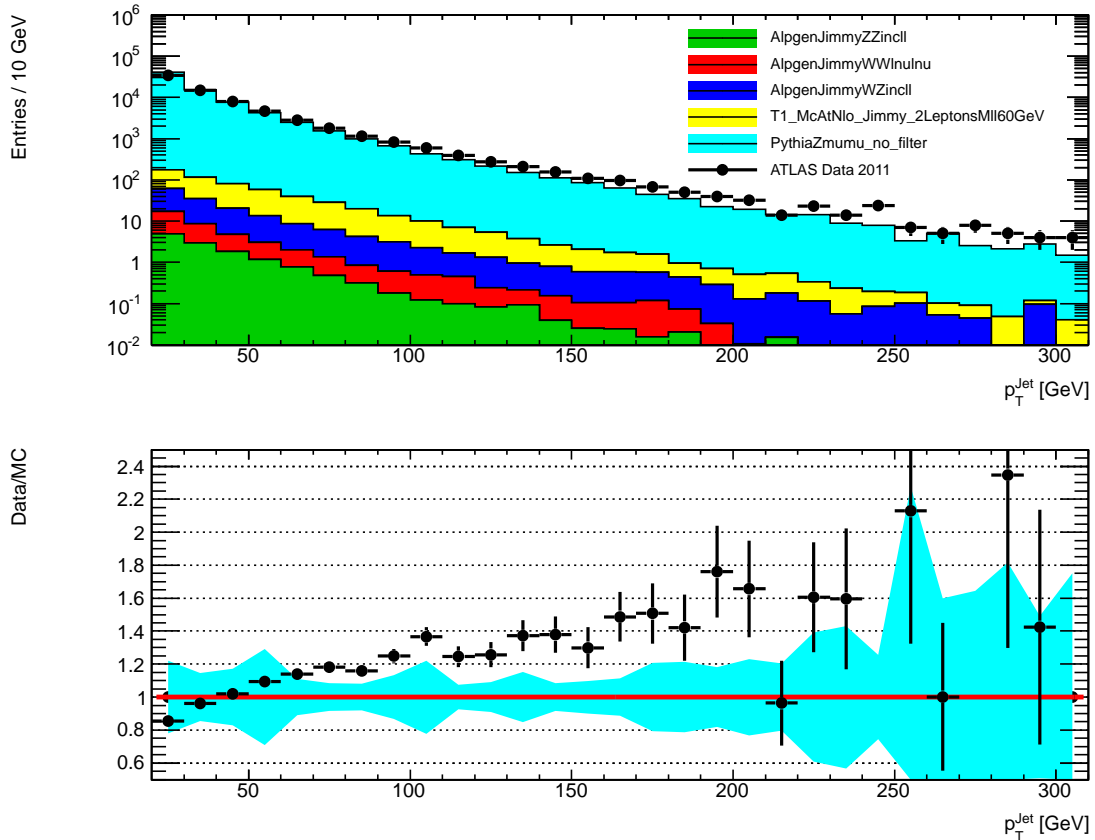 Entries / 10 GeV
10^6
10^5
10^4
10^3
10^2
10
1
10^-1
10^-2
AlpgenJimmyZZincll
AlpgenJimmyWWlnulnu
AlpgenJimmyWZincll
T1_McAtNlo_Jimmy_2LeptonsMll60GeV
PythiaZmumu_no_filter
ATLAS Data 2011
50 100 150 200 250 300
p_T^Jet [GeV]
Data/MC
2.4
2.2
2
1.8
1.6
1.4
1.2
1
0.8
0.6
50 100 150 200 250 300
p_T^Jet [GeV]